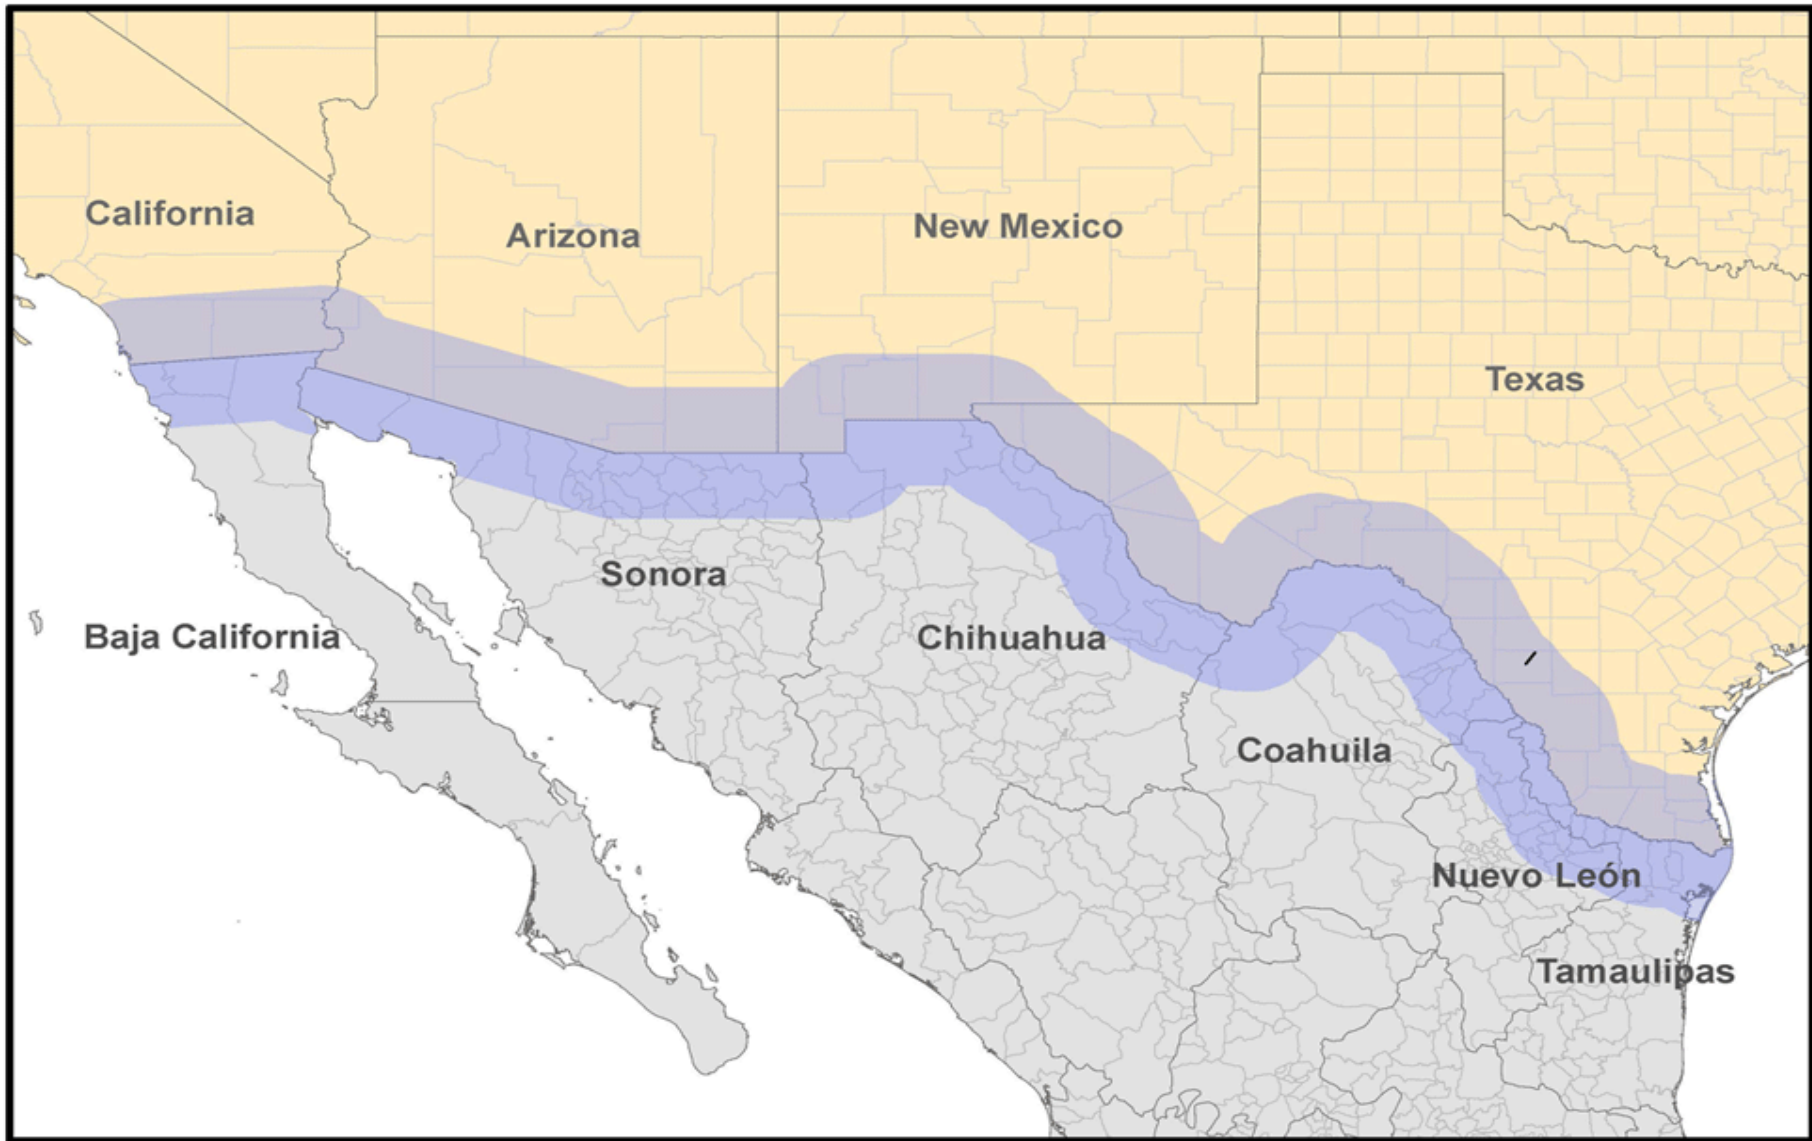 California
Arizona
New Mexico
Texas
Sonora
Baja California
Chihuahua
Coahuila
Nuevo León
Tamaulipas